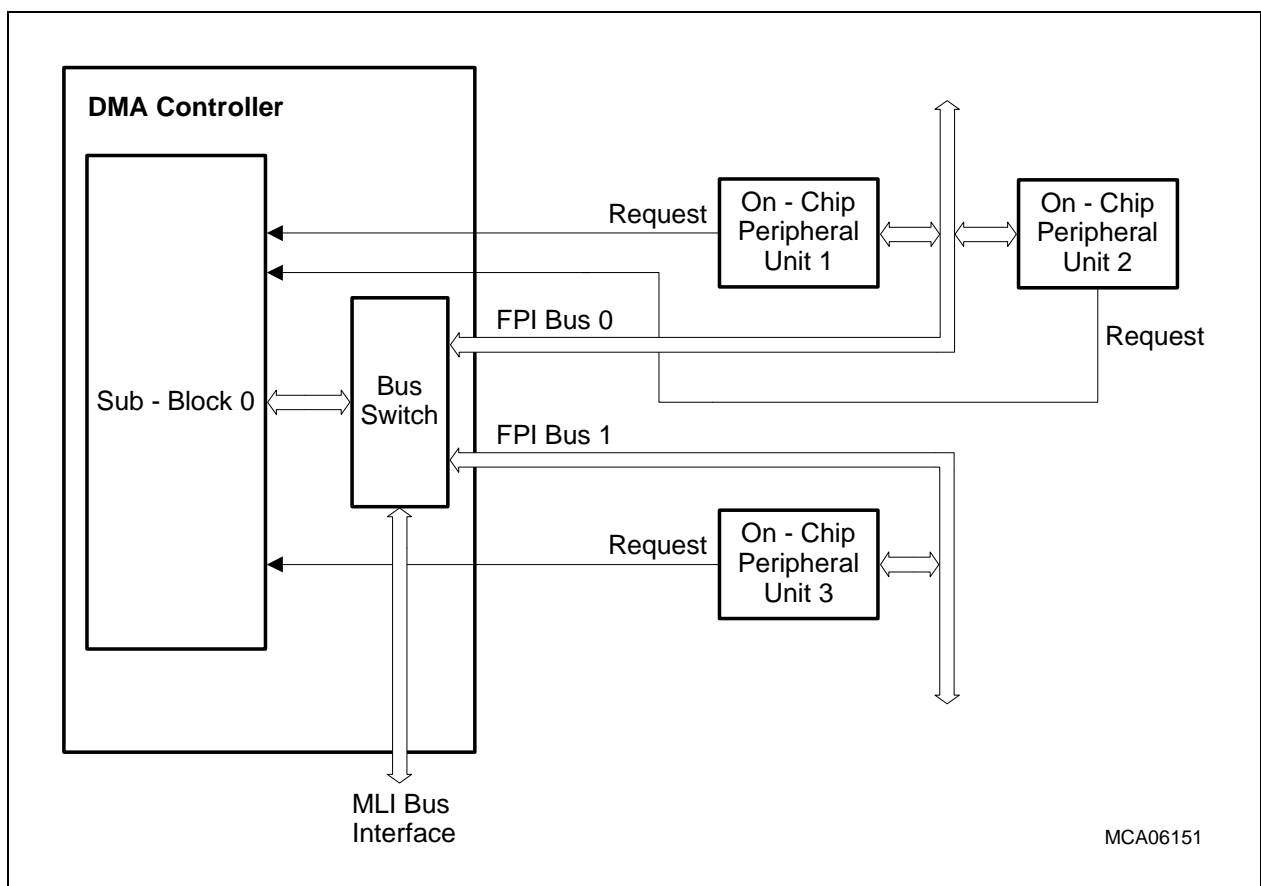 DMA Controller
Sub - Block 0
Bus
Switch
Request
On - Chip
Peripheral
Unit 1
On - Chip
Peripheral
Unit 2
Request
FPI Bus 0
FPI Bus 1
Request
On - Chip
Peripheral
Unit 3
MLI Bus
Interface
MCA06151